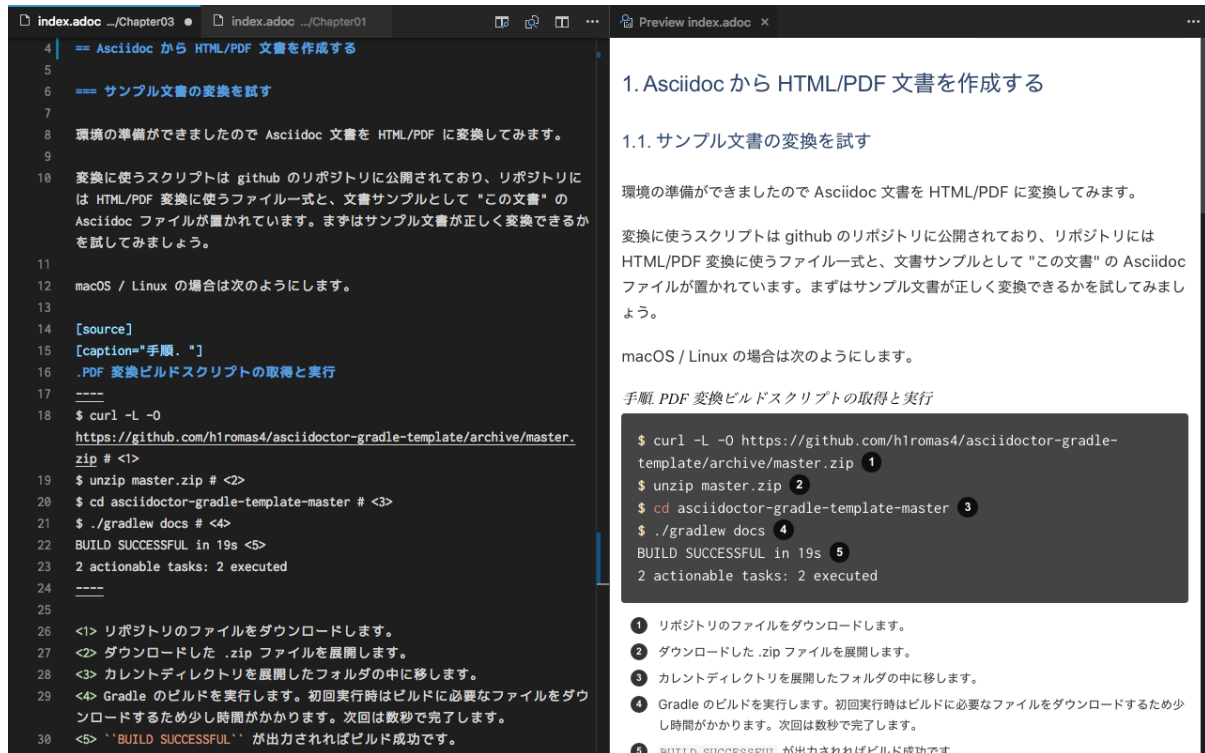 index.adoc .../Chapter03 ●
index.adoc .../Chapter01
4 == Asciidoc から HTML/PDF 文書を作成する
5
6 === サンプル文書の変換を試す
7
8 環境の準備ができましたので Asciidoc 文書を HTML/PDF に変換してみます。
9
10 変換に使うスクリプトは github のリポジトリに公開されており、リポジトリに
は HTML/PDF 変換に使うファイル一式と、文書サンプルとして "この文書" の
Asciidoc ファイルが置かれています。まずはサンプル文書が正しく変換できるか
を試してみましょう。
11
12 macOS / Linux の場合は次のようにします。
13
14 [source]
15 [caption="手順. "]
16 .PDF 変換ビルドスクリプトの取得と実行
17 ----
18 $ curl -L -O
https://github.com/h1romas4/asciidoctor-gradle-template/archive/master.
zip # <1>
19 $ unzip master.zip # <2>
20 $ cd asciidoctor-gradle-template-master # <3>
21 $ ./gradlew docs # <4>
22 BUILD SUCCESSFUL in 19s <5>
23 2 actionable tasks: 2 executed
24 ----
25
26 <1> リポジトリのファイルをダウンロードします。
27 <2> ダウンロードした .zip ファイルを展開します。
28 <3> カレントディレクトリを展開したフォルダの中に移します。
29 <4> Gradle のビルドを実行します。初回実行時はビルドに必要なファイルをダウ
ンロードするため少し時間がかかります。次回は数秒で完了します。
30 <5> ``BUILD SUCCESSFUL`` が出力されればビルド成功です。
Preview index.adoc ×
1. Asciidoc から HTML/PDF 文書を作成する
1.1. サンプル文書の変換を試す
環境の準備ができましたので Asciidoc 文書を HTML/PDF に変換してみます。
変換に使うスクリプトは github のリポジトリに公開されており、リポジトリには
HTML/PDF 変換に使うファイル一式と、文書サンプルとして "この文書" の Asciidoc
ファイルが置かれています。まずはサンプル文書が正しく変換できるかを試してみまし
ょう。
macOS / Linux の場合は次のようにします。
手順. PDF 変換ビルドスクリプトの取得と実行
$ curl -L -O https://github.com/h1romas4/asciidoctor-gradle-
template/archive/master.zip 1
$ unzip master.zip 2
$ cd asciidoctor-gradle-template-master 3
$ ./gradlew docs 4
BUILD SUCCESSFUL in 19s 5
2 actionable tasks: 2 executed
1 リポジトリのファイルをダウンロードします。
2 ダウンロードした .zip ファイルを展開します。
3 カレントディレクトリを展開したフォルダの中に移します。
4 Gradle のビルドを実行します。初回実行時はビルドに必要なファイルをダウンロードするため少
し時間がかかります。次回は数秒で完了します。
5 BUILD SUCCESSFUL が出力されればビルド成功です。